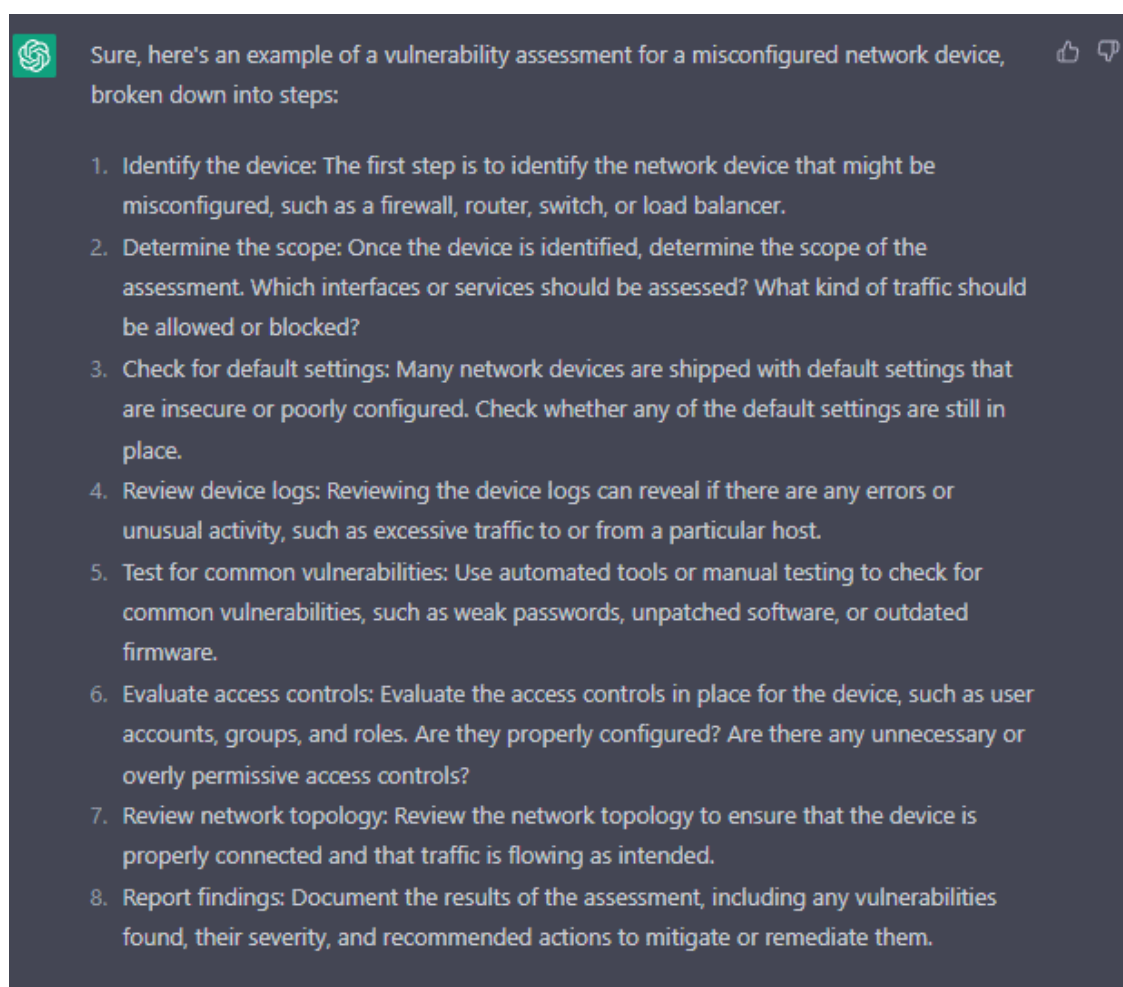 Sure, here's an example of a vulnerability assessment for a misconfigured network device,
broken down into steps:
1. Identify the device: The first step is to identify the network device that might be
misconfigured, such as a firewall, router, switch, or load balancer.
2. Determine the scope: Once the device is identified, determine the scope of the
assessment. Which interfaces or services should be assessed? What kind of traffic should
be allowed or blocked?
3. Check for default settings: Many network devices are shipped with default settings that
are insecure or poorly configured. Check whether any of the default settings are still in
place.
4. Review device logs: Reviewing the device logs can reveal if there are any errors or
unusual activity, such as excessive traffic to or from a particular host.
5. Test for common vulnerabilities: Use automated tools or manual testing to check for
common vulnerabilities, such as weak passwords, unpatched software, or outdated
firmware.
6. Evaluate access controls: Evaluate the access controls in place for the device, such as user
accounts, groups, and roles. Are they properly configured? Are there any unnecessary or
overly permissive access controls?
7. Review network topology: Review the network topology to ensure that the device is
properly connected and that traffic is flowing as intended.
8. Report findings: Document the results of the assessment, including any vulnerabilities
found, their severity, and recommended actions to mitigate or remediate them.